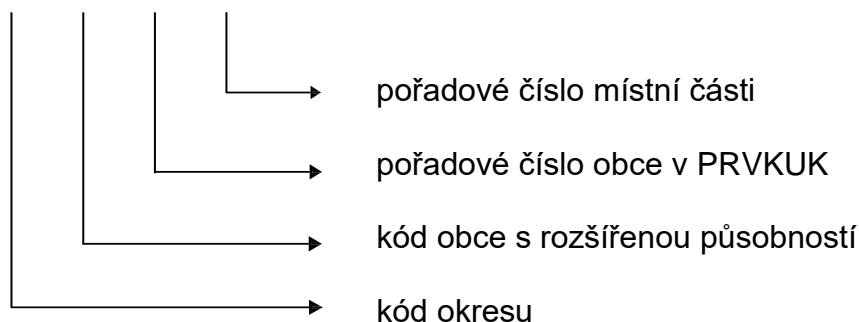 pořadové číslo místní části
pořadové číslo obce v PRVKUK
kód obce s rozšířenou působností
kód okresu